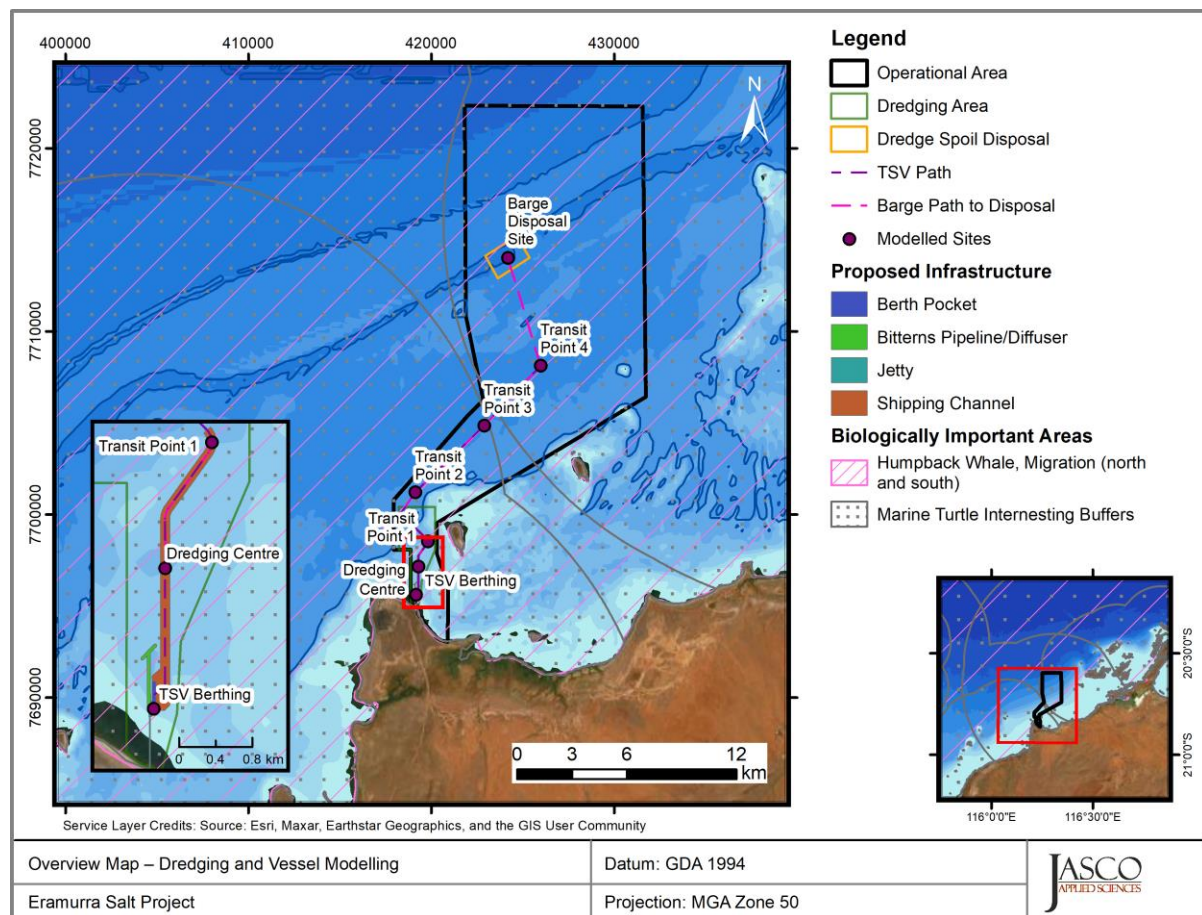 400000
410000
420000
430000
7720000
7710000
7700000
7690000
N
Barge
Disposal
Site
Transit
Point 4
Transit
Point 3
Transit
Point 2
Transit
Point 1
Dredging
Centre
TSV Berthing
Transit Point 1
Dredging Centre
TSV Berthing
0 0.4 0.8 km
0 3 6 12
km
Service Layer Credits: Source: Esri, Maxar, Earthstar Geographics, and the GIS User Community
Legend
Operational Area
Dredging Area
Dredge Spoil Disposal
TSV Path
Barge Path to Disposal
Modelled Sites
Proposed Infrastructure
Berth Pocket
Bitterns Pipeline/Diffuser
Jetty
Shipping Channel
Biologically Important Areas
Humpback Whale, Migration (north
and south)
Marine Turtle Internesting Buffers
20°30'S
21°0'0"S
116°0'0"E 116°30'0"E
Overview Map – Dredging and Vessel Modelling
Datum: GDA 1994
Eramurra Salt Project
Projection: MGA Zone 50
JASCO
APPLIED SCIENCES